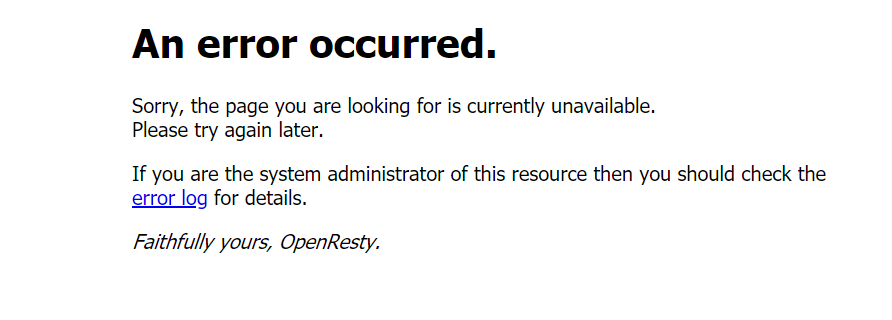 An error occurred.
Sorry, the page you are looking for is currently unavailable.
Please try again later.
If you are the system administrator of this resource then you should check the
error log for details.
Faithfully yours, OpenResty.